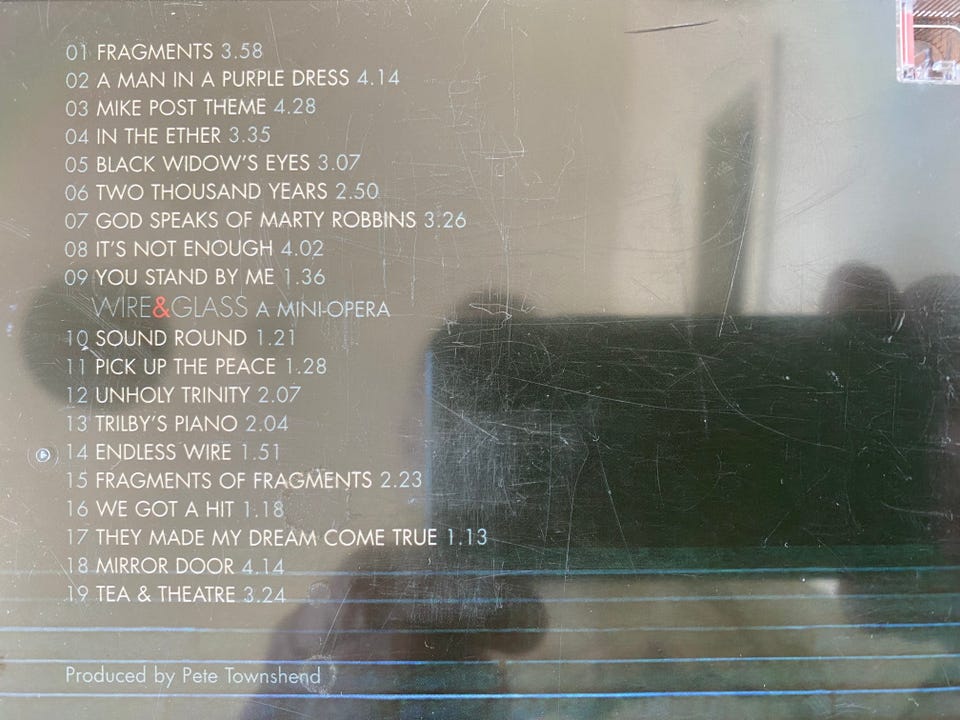 01 FRAGMENTS 3.58
02 A MAN IN A PURPLE DRESS 4.14
03 MIKE POST THEME 4.28
04 IN THE ETHER 3.35
05 BLACK WIDOW'S EYES 3.07
06 TWO THOUSAND YEARS 2.50
07 GOD SPEAKS OF MARTY ROBBINS 3.26
08 IT'S NOT ENOUGH 4.02
09 YOU STAND BY ME 1.36
WIRE&GLASS A MINI-OPERA
10 SOUND ROUND 1.21
11 PICK UP THE PEACE 1.28
12 UNHOLY TRINITY 2.07
13 TRILBY'S PIANO 2.04
14 ENDLESS WIRE 1.51
15 FRAGMENTS OF FRAGMENTS 2.23
16 WE GOT A HIT 1.18
17 THEY MADE MY DREAM COME TRUE 1.13
18 MIRROR DOOR 4.14
19 TEA & THEATRE 3.24
Produced by Pete Townshend